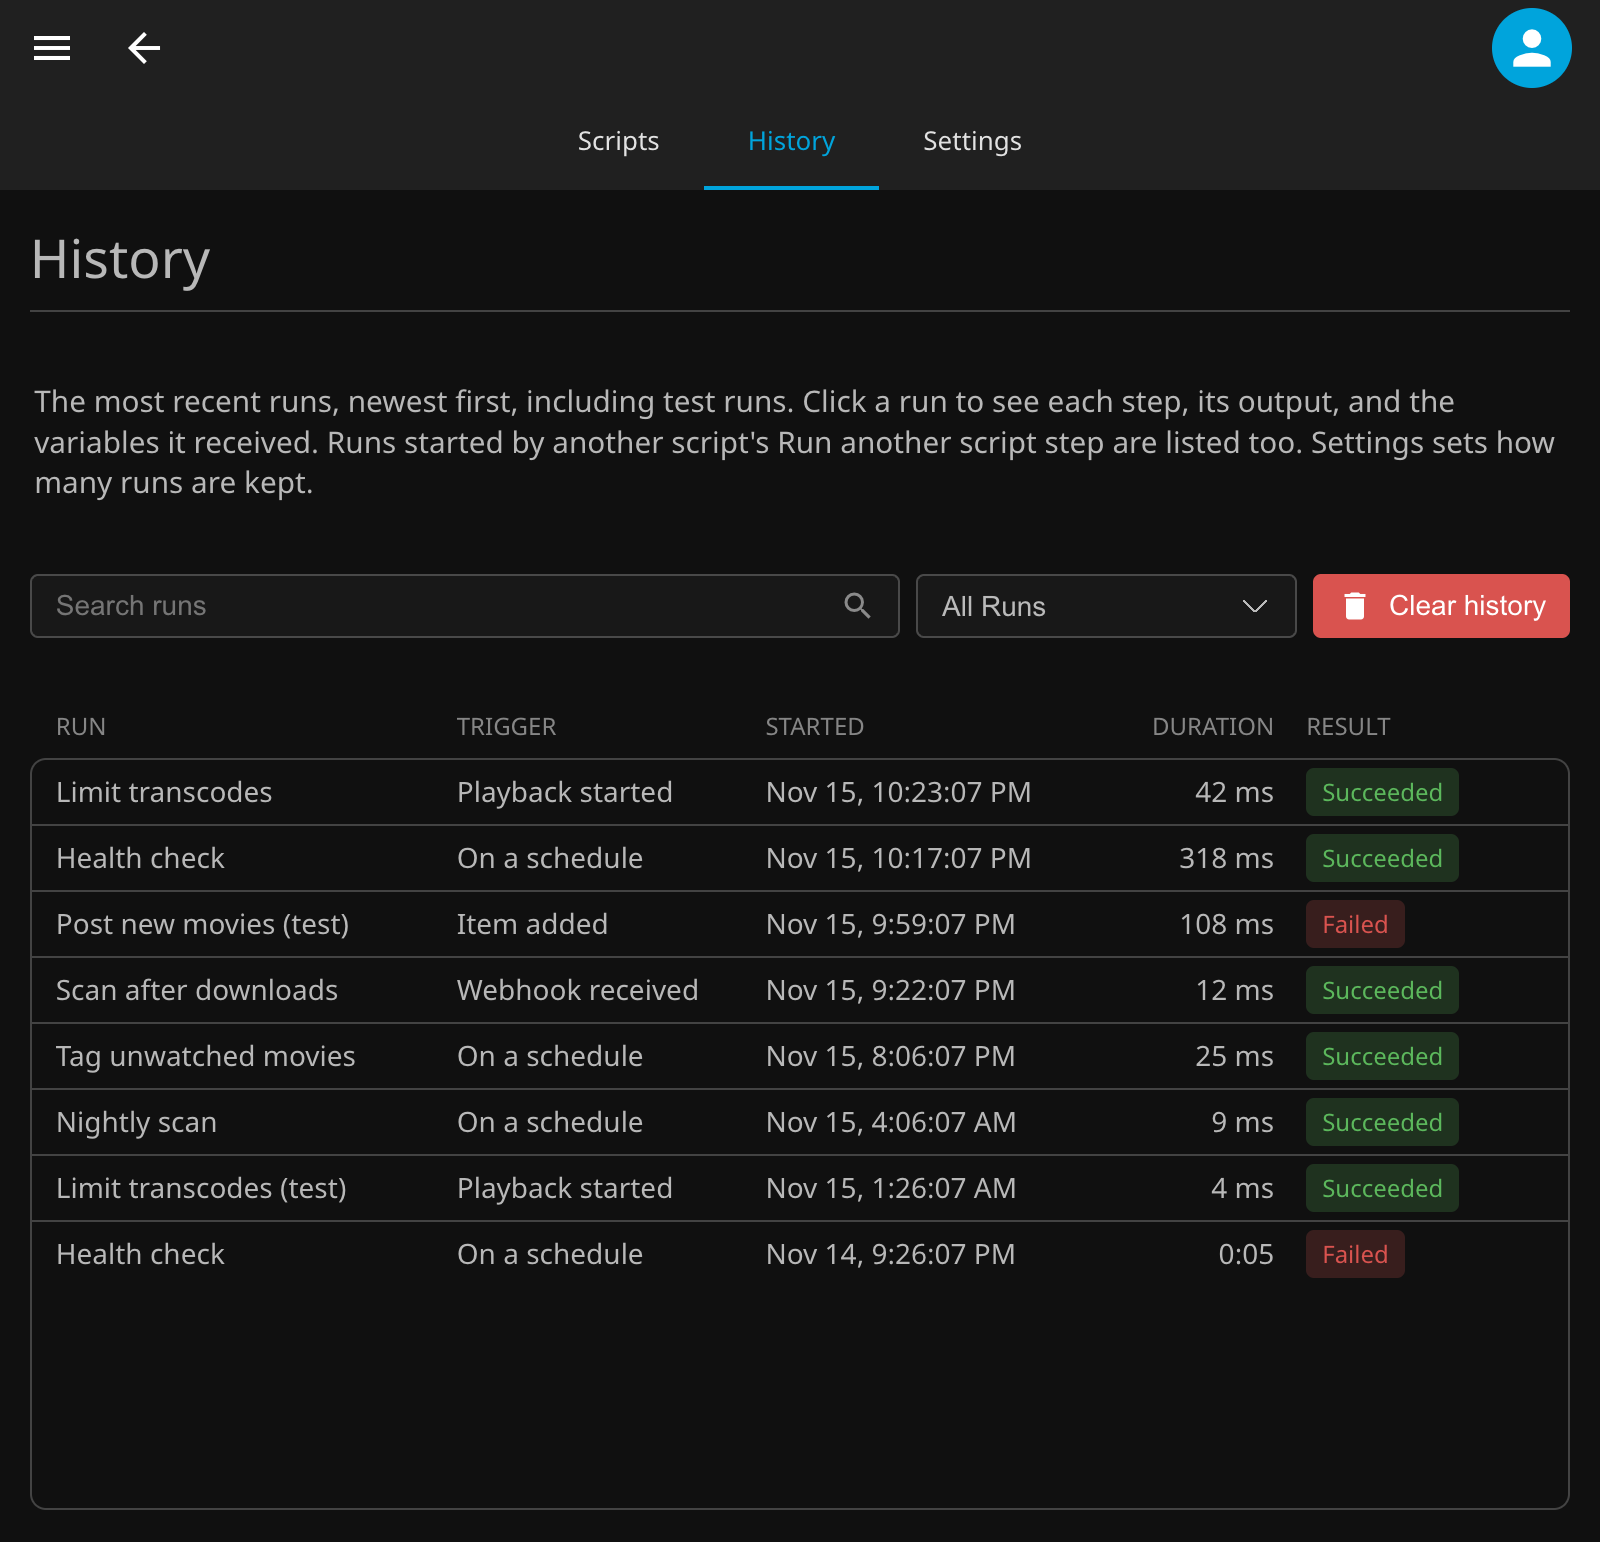 Scripts History Settings
History
The most recent runs, newest first, including test runs. Click a run to see each step, its output, and the
variables it received. Runs started by another script's Run another script step are listed too. Settings sets how
many runs are kept.
Search runs All Runs Clear history
RUN TRIGGER STARTED DURATION RESULT
Limit transcodes Playback started Nov 15, 10:23:07 PM 42 ms Succeeded
Health check On a schedule Nov 15, 10:17:07 PM 318 ms Succeeded
Post new movies (test) Item added Nov 15, 9:59:07 PM 108 ms Failed
Scan after downloads Webhook received Nov 15, 9:22:07 PM 12 ms Succeeded
Tag unwatched movies On a schedule Nov 15, 8:06:07 PM 25 ms Succeeded
Nightly scan On a schedule Nov 15, 4:06:07 AM 9 ms Succeeded
Limit transcodes (test) Playback started Nov 15, 1:26:07 AM 4 ms Succeeded
Health check On a schedule Nov 14, 9:26:07 PM 0:05 Failed